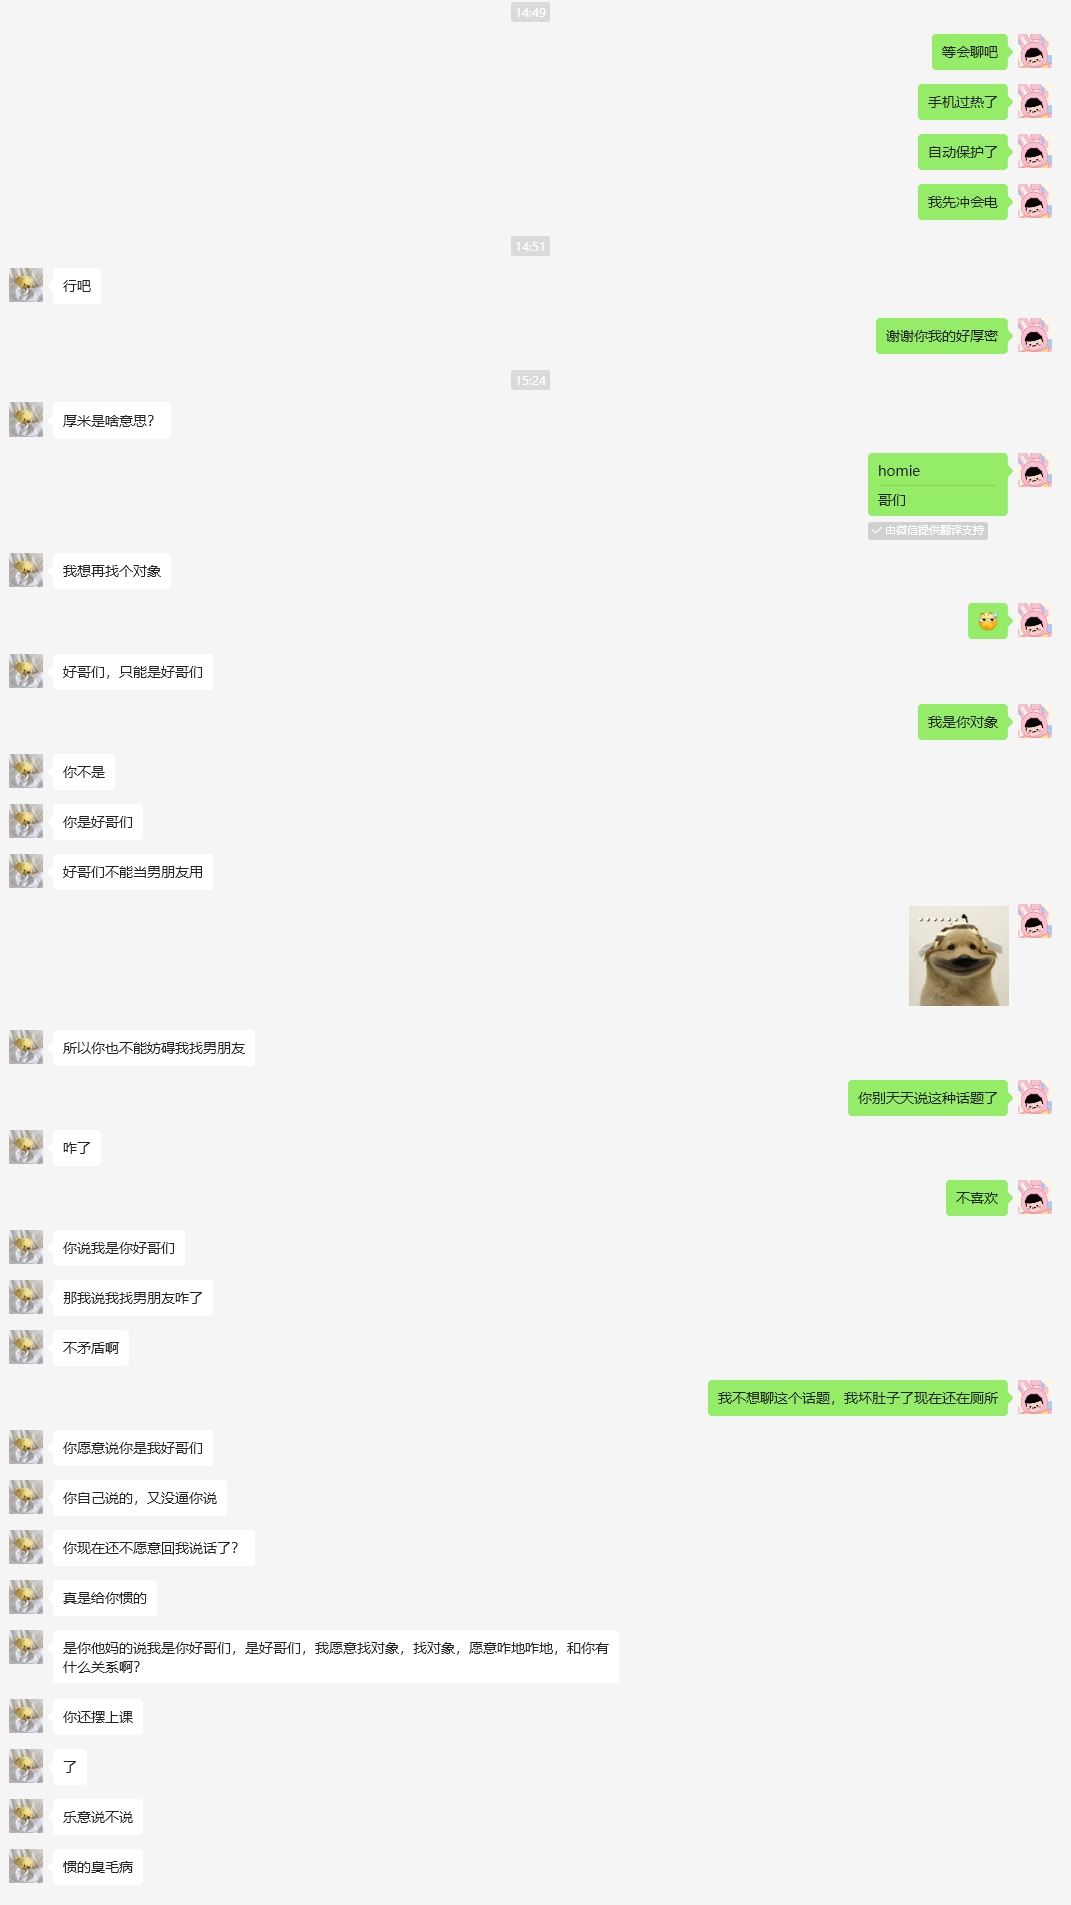 14:49
等会聊吧
手机过热了
自动保护了
我先冲会电
14:51
行吧
谢谢你我的好厚密
15:24
厚米是啥意思？
homie
哥们
由微信提供翻译支持
我想再找个对象
好哥们，只能是好哥们
我是你对象
你不是
你是好哥们
好哥们不能当男朋友用
......
所以你也不能妨碍我找男朋友
你别天天说这种话题了
咋了
不喜欢
你说我是你好哥们
那我说我找男朋友咋了
不矛盾啊
我不想聊这个话题，我坏肚子了现在还在厕所
你愿意说你是我好哥们
你自己说的，又没逼你说
你现在还不愿意回我说话了？
真是给你惯的
是你他妈的说我是你好哥们，是好哥们，我愿意找对象，找对象，愿意咋地咋地，和你有
什么关系啊？
你还摆上课
了
乐意说不说
惯的臭毛病